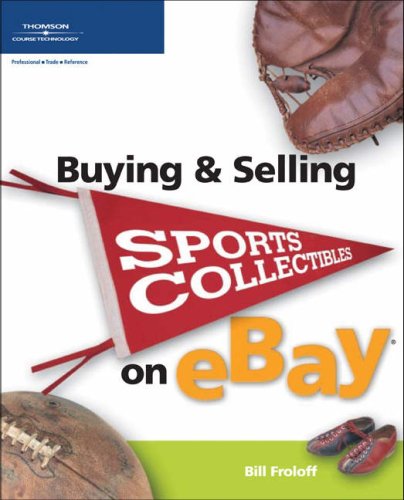 THOMSON
COURSE TECHNOLOGY
Professional ■ Trade ■ Reference
Buying & Selling
SPORTS
COLLECTIBLES
on eBay®
Bill Froloff